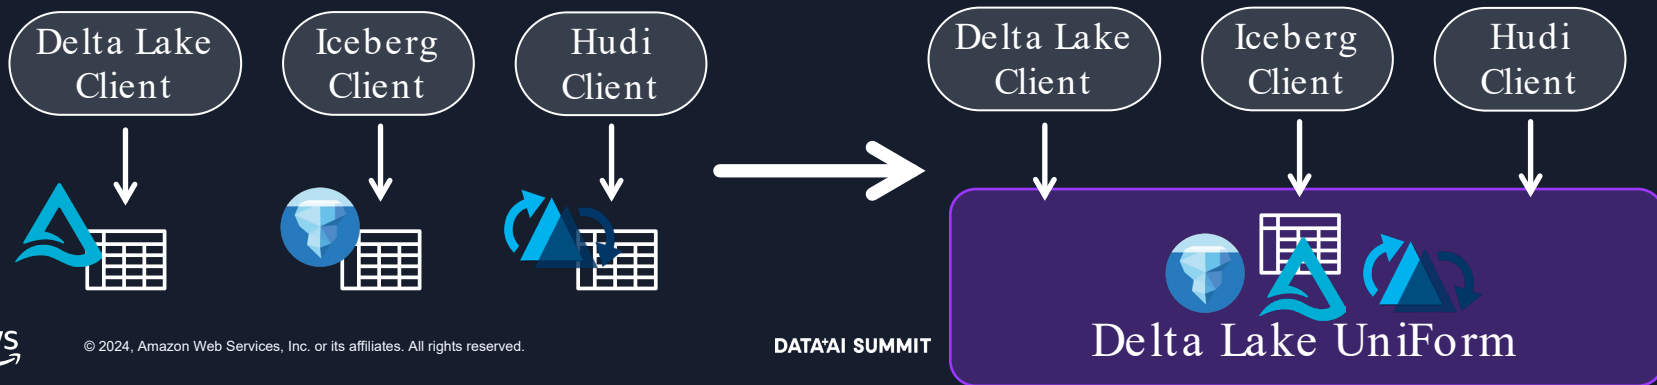 Delta Lake
Client
Iceberg
Client
Hudi
Client
Delta Lake
Client
Iceberg
Client
Hudi
Client
Delta Lake UniForm
© 2024, Amazon Web Services, Inc. or its affiliates. All rights reserved.
DATA+AI SUMMIT